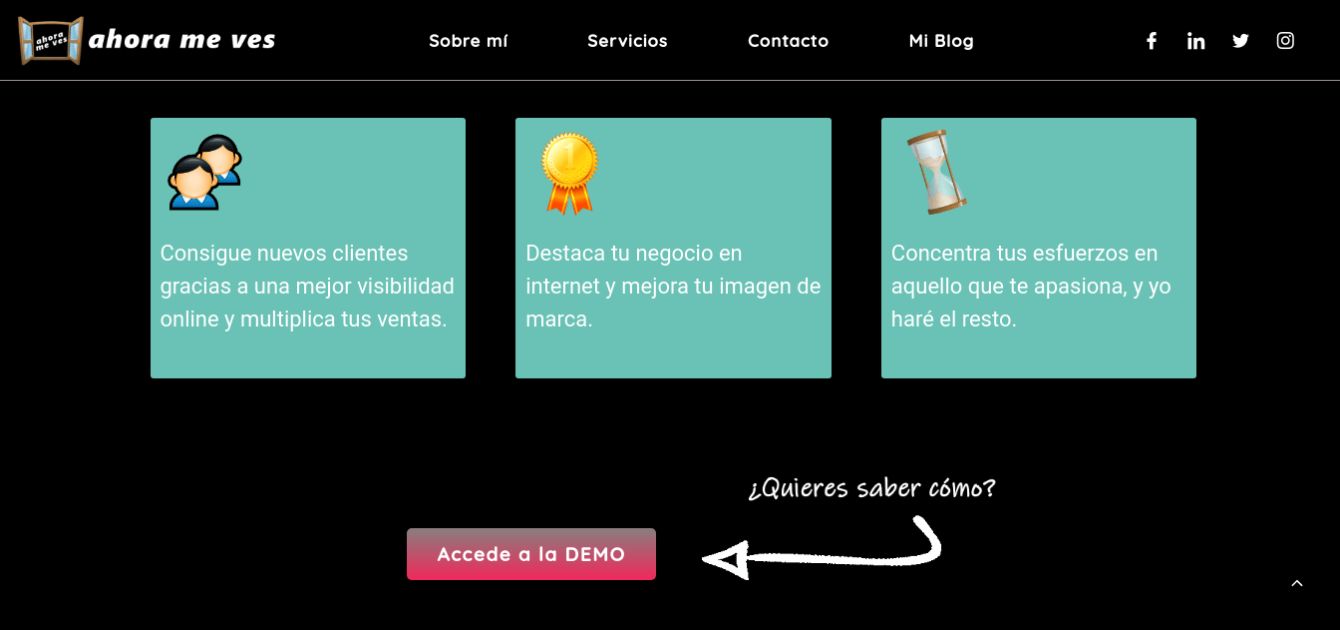 ahora
me ves
ahora me ves
Sobre mí
Servicios
Contacto
Mi Blog
Consigue nuevos clientes
gracias a una mejor visibilidad
online y multiplica tus ventas.
1
Destaca tu negocio en
internet y mejora tu imagen de
marca.
Concentra tus esfuerzos en
aquello que te apasiona, y yo
haré el resto.
¿Quieres saber cómo?
Accede a la DEMO